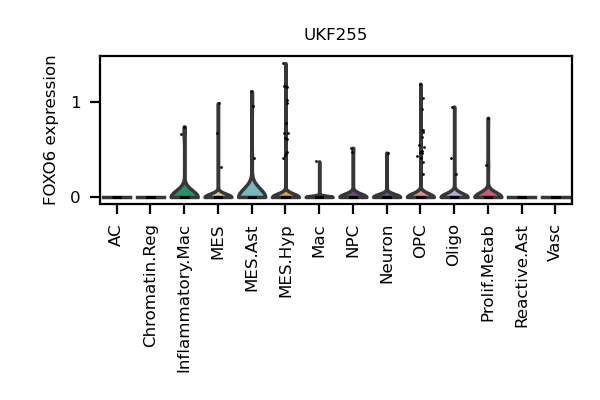 UKF255
FOXO6 expression
1
0
AC
Chromatin.Reg
Inflammatory.Mac
MES
MES.Ast
MES.Hyp
Mac
NPC
Neuron
OPC
Oligo
Prolif.Metab
Reactive.Ast
Vasc